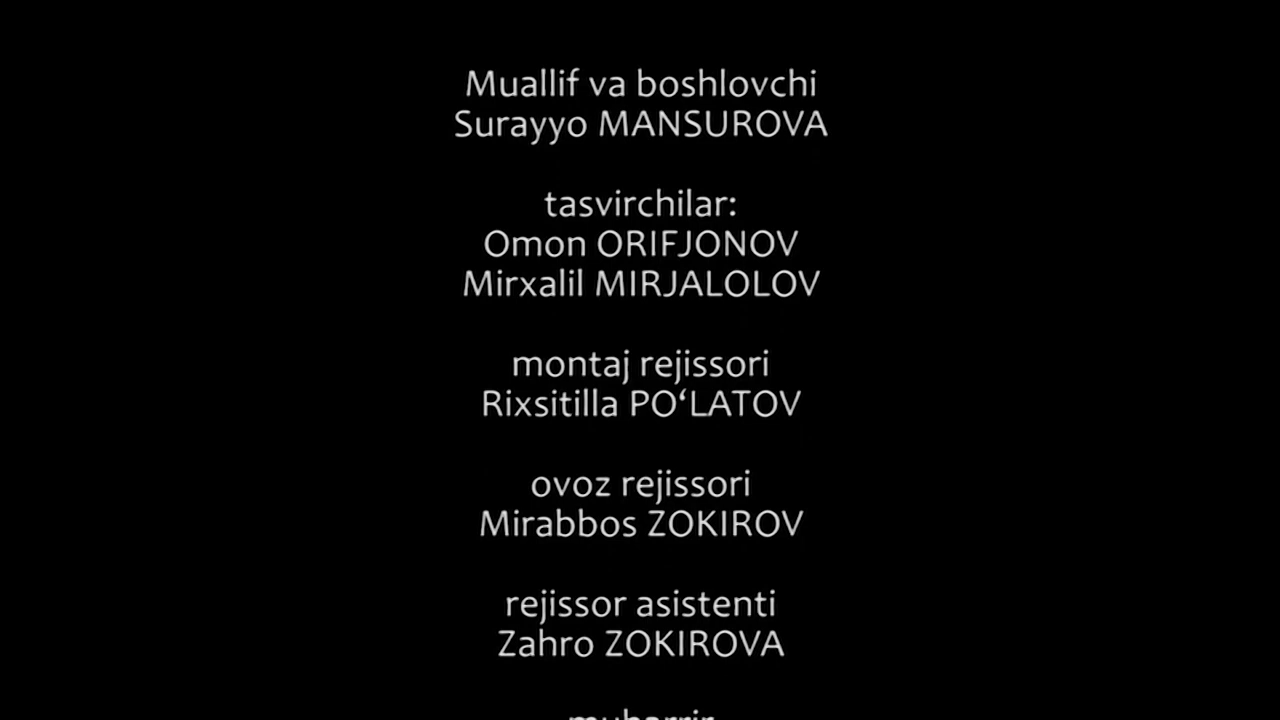 Muallif va boshlovchi
Surayyo MANSUROVA
tasvirchilar:
Omon ORIFJONOV
Mirxalil MIRJALOLOV
montaj rejissori
Rixsitilla PO‘LATOV
ovoz rejissori
Mirabbos ZOKIROV
rejissor asistenti
Zahro ZOKIROVA
muharrir